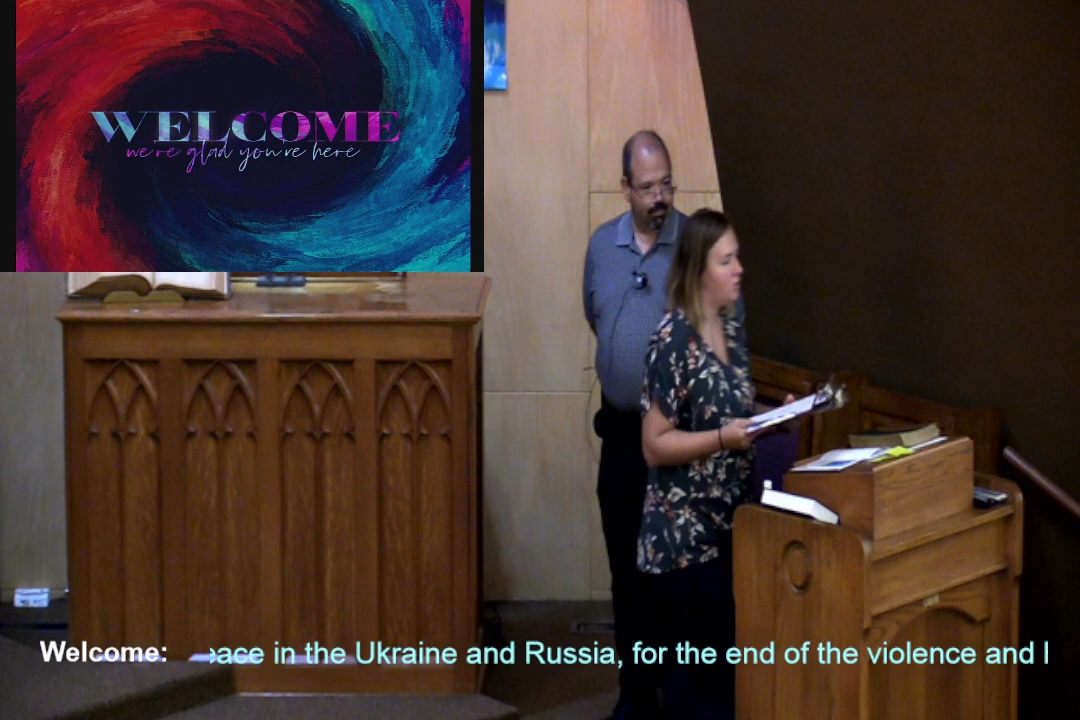 WELCOME
we're glad you're here
Welcome: eace in the Ukraine and Russia, for the end of the violence and l